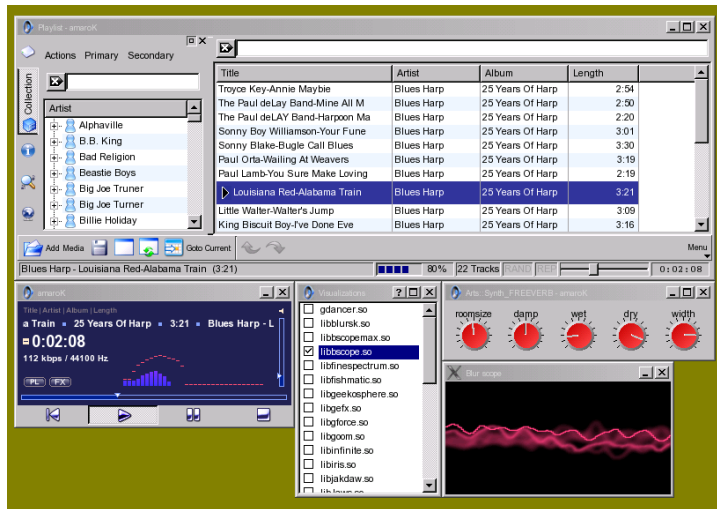 Playlist - amaroK
Actions Primary Secondary
Collection
Artist
Alphaville
B.B. King
Bad Religion
Beastie Boys
Big Joe Truner
Big Joe Turner
Billie Holiday
Title Artist Album Length
Troyce Key-Annie Maybie Blues Harp 25 Years Of Harp 2:54
The Paul deLay Band-Mine All M Blues Harp 25 Years Of Harp 2:50
The Paul deLAY Band-Harpoon Ma Blues Harp 25 Years Of Harp 2:20
Sonny Boy Williamson-Your Fune Blues Harp 25 Years Of Harp 3:01
Sonny Blake-Bugle Call Blues Blues Harp 25 Years Of Harp 3:30
Paul Orta-Wailing At Weavers Blues Harp 25 Years Of Harp 3:19
Paul Lamb-You Sure Make Loving Blues Harp 25 Years Of Harp 2:19
Louisiana Red-Alabama Train Blues Harp 25 Years Of Harp 3:21
Little Walter-Walter's Jump Blues Harp 25 Years Of Harp 3:09
King Biscuit Boy-I've Done Eve Blues Harp 25 Years Of Harp 3:16
Add Media Goto Current Menu
Blues Harp - Louisiana Red-Alabama Train (3:21) 80% 22 Tracks RAND REP 0:02:08
amaroK
Title | Artist | Album | Length
a Train 25 Years Of Harp 3:21 Blues Harp - L
0:02:08
112 kbps / 44100 Hz
PL FX
Visualizations
gdancer.so
libblursk.so
libbscopemax.so
libbscope.so
libfinespectrum.so
libfishmatic.so
libgeekosphere.so
libgefx.so
libgforce.so
libgoom.so
libinfinite.so
libiris.so
libjakdaw.so
Arts_Synth_FREEVERB - amaroK
roomsize damp wet dry width
Blur scope